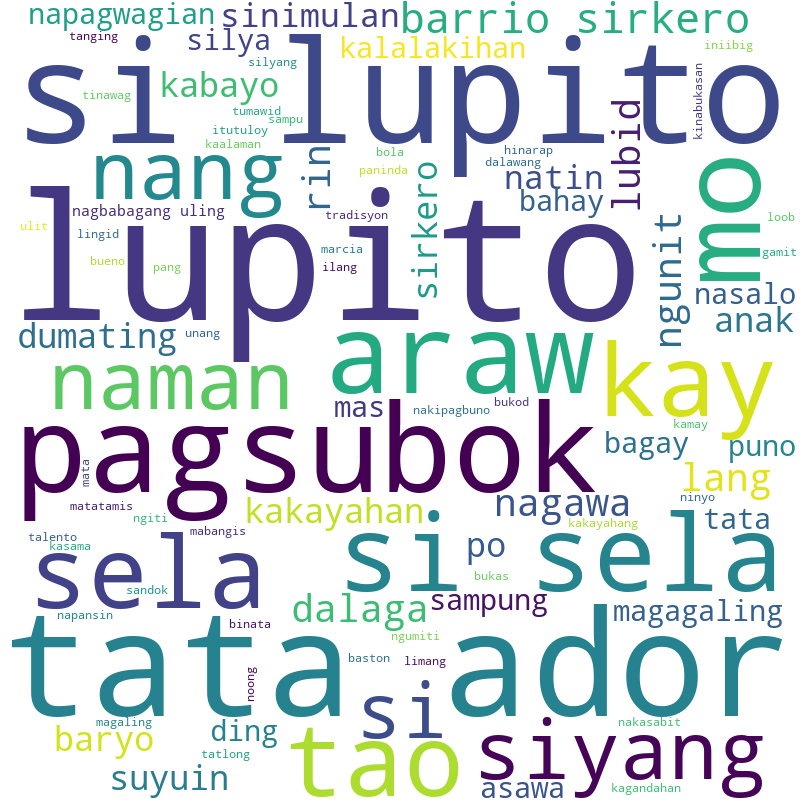 napagwagian sinimulan barrio sirkero
tanging silya kalalakihan iniibig
si lupito
silyang
kabayo
tinawag tumawid
sampu
itutuloy
kaalaman
kinabukasan
lubid
nang rin bola hinarap
dalawang
paninda natin mo
sirkero bahay
nagbabagang uling tradisyon loob
ulit lingid ngunit
lupito marcia gamit
bueno pang ilang nasalo
dumating unang anak
araw
naman kay
mas nakipagbuno bukod
kamay
pagsubok bagay puno
mata lang
matatamis ninyo
ngiti kakayahan nagawa tata
mabangis kakayahang
talento
kasama
sela po
si sela
bukas
sandok
napansin dalaga sampung magagaling
binata
ngumiti
tata ador
noong baston limang
magaling si nakasabit
baryo ding
tao siyang
tatlong
suyuin asawa kagandahan